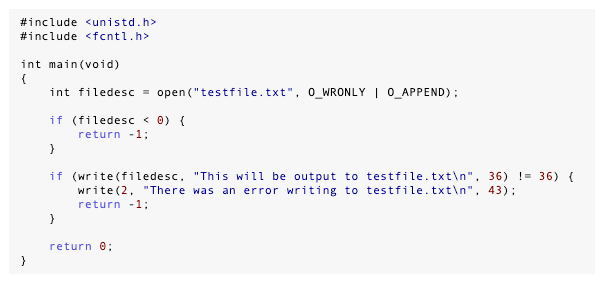 #include <unistd.h>
#include <fcntl.h>

int main(void)
{
    int filedesc = open("testfile.txt", O_WRONLY | O_APPEND);

    if (filedesc < 0) {
        return -1;
    }

    if (write(filedesc, "This will be output to testfile.txt\n", 36) != 36) {
        write(2, "There was an error writing to testfile.txt\n", 43);
        return -1;
    }

    return 0;
}